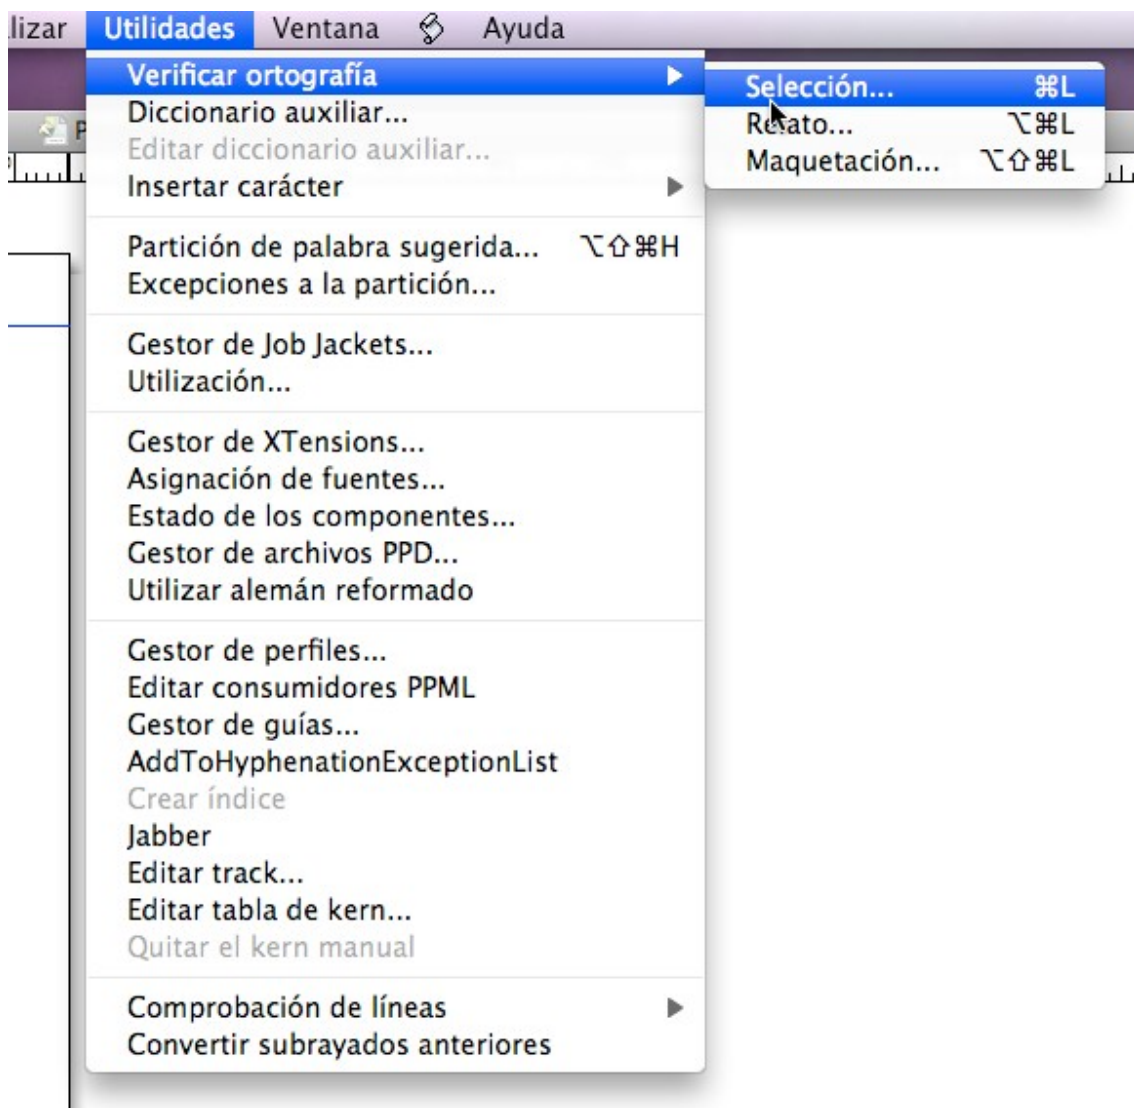 lizar Utilidades Ventana Ayuda
Verificar ortografía
Diccionario auxiliar...
Editar diccionario auxiliar...
Insertar carácter
Partición de palabra sugerida... ⌥⇧⌘H
Excepciones a la partición...
Gestor de Job Jackets...
Utilización...
Gestor de XTensions...
Asignación de fuentes...
Estado de los componentes...
Gestor de archivos PPD...
Utilizar alemán reformado
Gestor de perfiles...
Editar consumidores PPML
Gestor de guías...
AddToHyphenationExceptionList
Crear índice
Jabber
Editar track...
Editar tabla de kern...
Quitar el kern manual
Comprobación de líneas
Convertir subrayados anteriores
Selección... ⌘L
Relato... ⌥⌘L
Maquetación... ⌥⇧⌘L
P